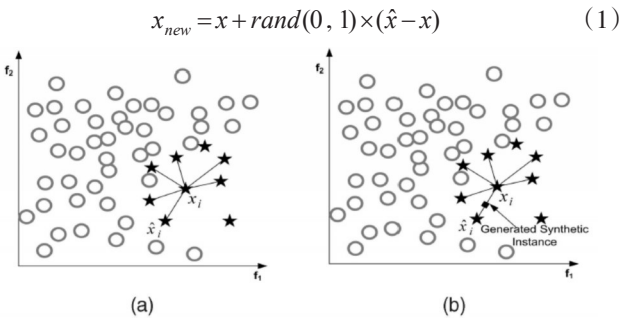 x_new = x + rand(0, 1) × (x̂ − x) (1)
f₂
x_i
x̂_i
f₁
(a)
f₂
x_i
x̂_i
Generated Synthetic
Instance
f₁
(b)